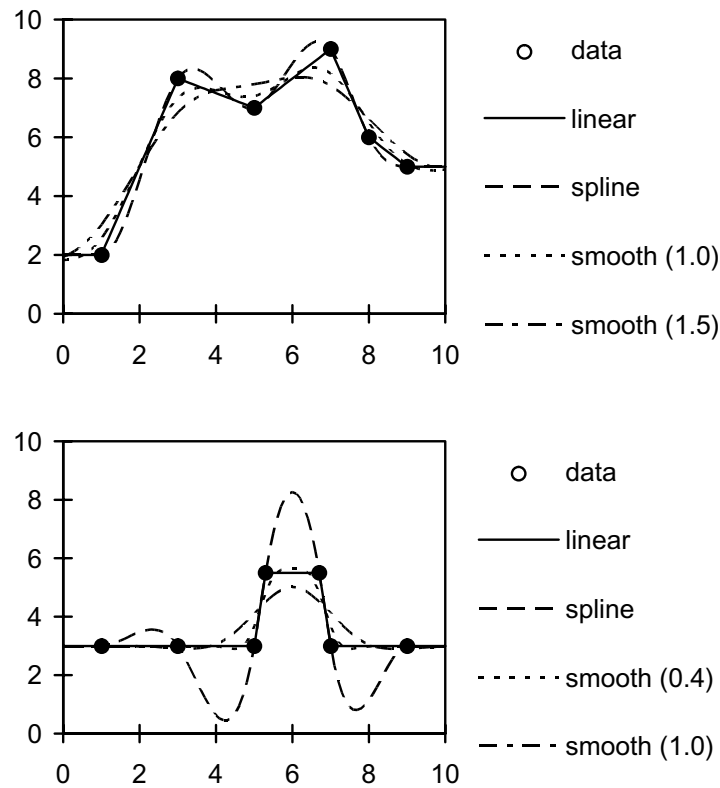 10
8
6
4
2
0
0 2 4 6 8 10
data
linear
spline
smooth (1.0)
smooth (1.5)
10
8
6
4
2
0
0 2 4 6 8 10
data
linear
spline
smooth (0.4)
smooth (1.0)